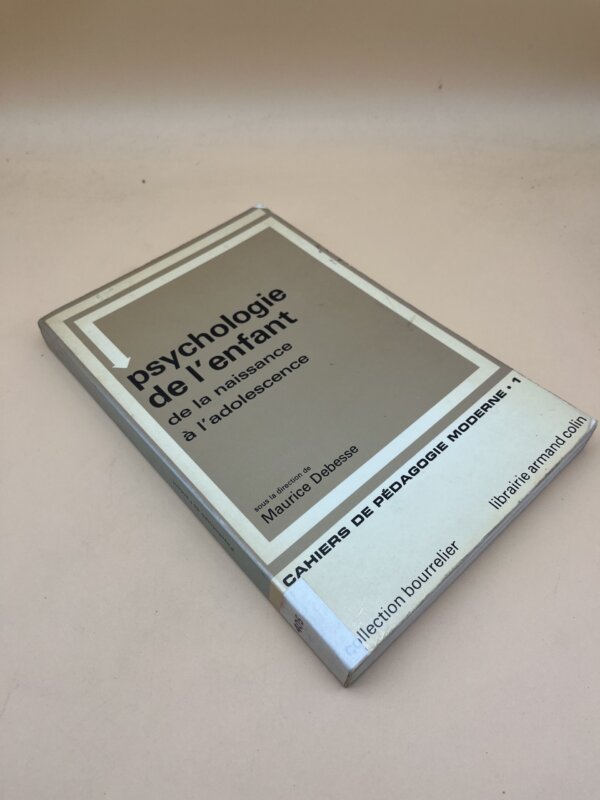 psychologie
de l'enfant
de la naissance
à l'adolescence
sous la direction de
Maurice Debesse
CAHIERS DE PÉDAGOGIE MODERNE • 1
collection bourrelier
librairie armand colin